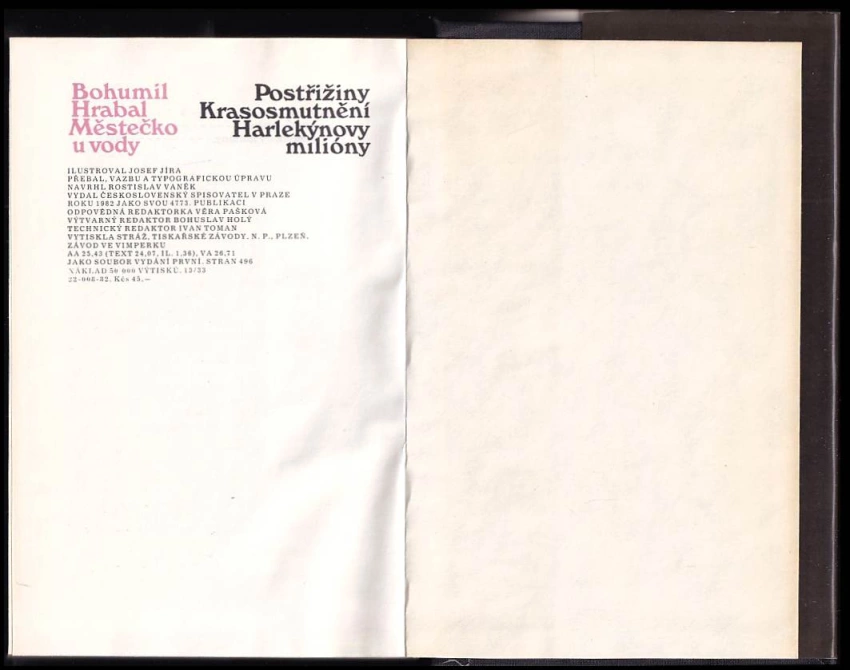 Bohumil
Hrabal
Městečko
u vody
Postřižiny
Krasosmutnění
Harlekýnovy
milióny
ILUSTROVAL JOSEF JÍRA
PŘEBAL, VAZBU A TYPOGRAFICKOU ÚPRAVU
NAVRHL ROSTISLAV VANĚK
VYDAL ČESKOSLOVENSKÝ SPISOVATEL V PRAZE
ROKU 1982 JAKO SVOU 4773. PUBLIKACI
ODPOVĚDNÁ REDAKTORKA VĚRA PAŠKOVÁ
VÝTVARNÝ REDAKTOR BOHUSLAV HOLÝ
TECHNICKÝ REDAKTOR IVAN TOMAN
VYTISKLA STRÁŽ, TISKAŘSKÉ ZÁVODY, N. P., PLZEŇ,
ZÁVOD VE VIMPERKU
AA 25,43 (TEXT 24,07, IL. 1,36), VA 26,71
JAKO SOUBOR VYDÁNÍ PRVNÍ. STRAN 496
NÁKLAD 50 000 VÝTISKŮ. 13/33
22-008-82. Kčs 45,—